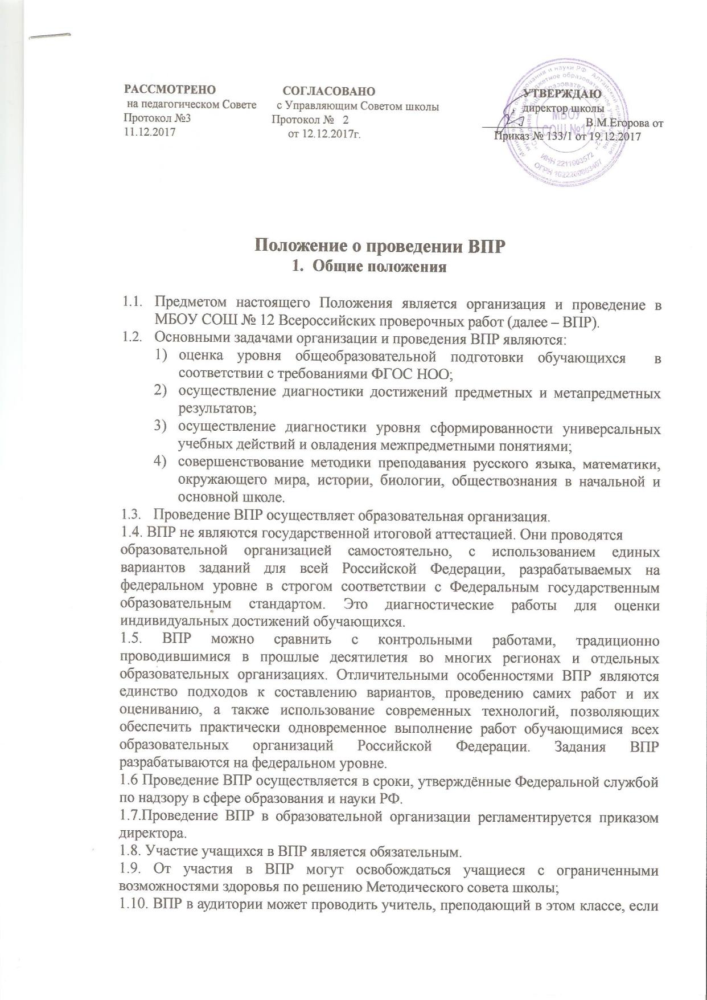 РАССМОТРЕНО СОГЛАСОВАНО УТВЕРЖДАЮ
на педагогическом Совете с Управляющим Советом школы директор школы
Протокол №3 Протокол № 2 В.М.Егорова от
11.12.2017 от 12.12.2017г. Приказ № 133/1 от 19.12.2017
МБОУ
СОШ №12
ИНН 2211003572
Положение о проведении ВПР
1. Общие положения
1.1. Предметом настоящего Положения является организация и проведение в
МБОУ СОШ № 12 Всероссийских проверочных работ (далее – ВПР).
1.2. Основными задачами организации и проведения ВПР являются:
1) оценка уровня общеобразовательной подготовки обучающихся в
соответствии с требованиями ФГОС НОО;
2) осуществление диагностики достижений предметных и метапредметных
результатов;
3) осуществление диагностики уровня сформированности универсальных
учебных действий и овладения межпредметными понятиями;
4) совершенствование методики преподавания русского языка, математики,
окружающего мира, истории, биологии, обществознания в начальной и
основной школе.
1.3. Проведение ВПР осуществляет образовательная организация.
1.4. ВПР не являются государственной итоговой аттестацией. Они проводятся
образовательной организацией самостоятельно, с использованием единых
вариантов заданий для всей Российской Федерации, разрабатываемых на
федеральном уровне в строгом соответствии с Федеральным государственным
образовательным стандартом. Это диагностические работы для оценки
индивидуальных достижений обучающихся.
1.5. ВПР можно сравнить с контрольными работами, традиционно
проводившимися в прошлые десятилетия во многих регионах и отдельных
образовательных организациях. Отличительными особенностями ВПР являются
единство подходов к составлению вариантов, проведению самих работ и их
оцениванию, а также использование современных технологий, позволяющих
обеспечить практически одновременное выполнение работ обучающимися всех
образовательных организаций Российской Федерации. Задания ВПР
разрабатываются на федеральном уровне.
1.6 Проведение ВПР осуществляется в сроки, утверждённые Федеральной службой
по надзору в сфере образования и науки РФ.
1.7.Проведение ВПР в образовательной организации регламентируется приказом
директора.
1.8. Участие учащихся в ВПР является обязательным.
1.9. От участия в ВПР могут освобождаться учащиеся с ограниченными
возможностями здоровья по решению Методического совета школы;
1.10. ВПР в аудитории может проводить учитель, преподающий в этом классе, если